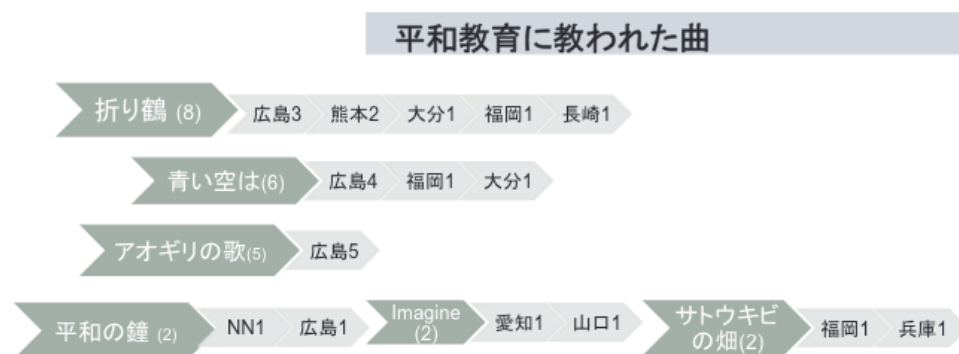 平和教育に教われた曲
折り鶴 (8) 広島3 熊本2 大分1 福岡1 長崎1
青い空は(6) 広島4 福岡1 大分1
アオギリの歌(5) 広島5
平和の鐘 (2) NN1 広島1
Imagine
(2) 愛知1 山口1
サトウキビ
の畑(2) 福岡1 兵庫1